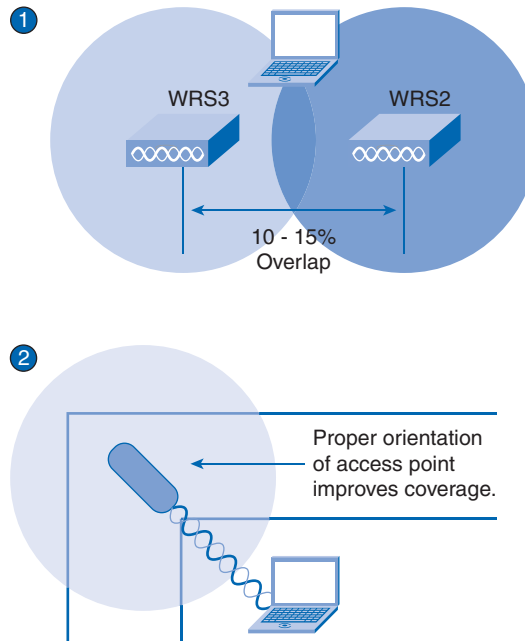 1
WRS3
WRS2
10 - 15%
Overlap
2
Proper orientation
of access point
improves coverage.